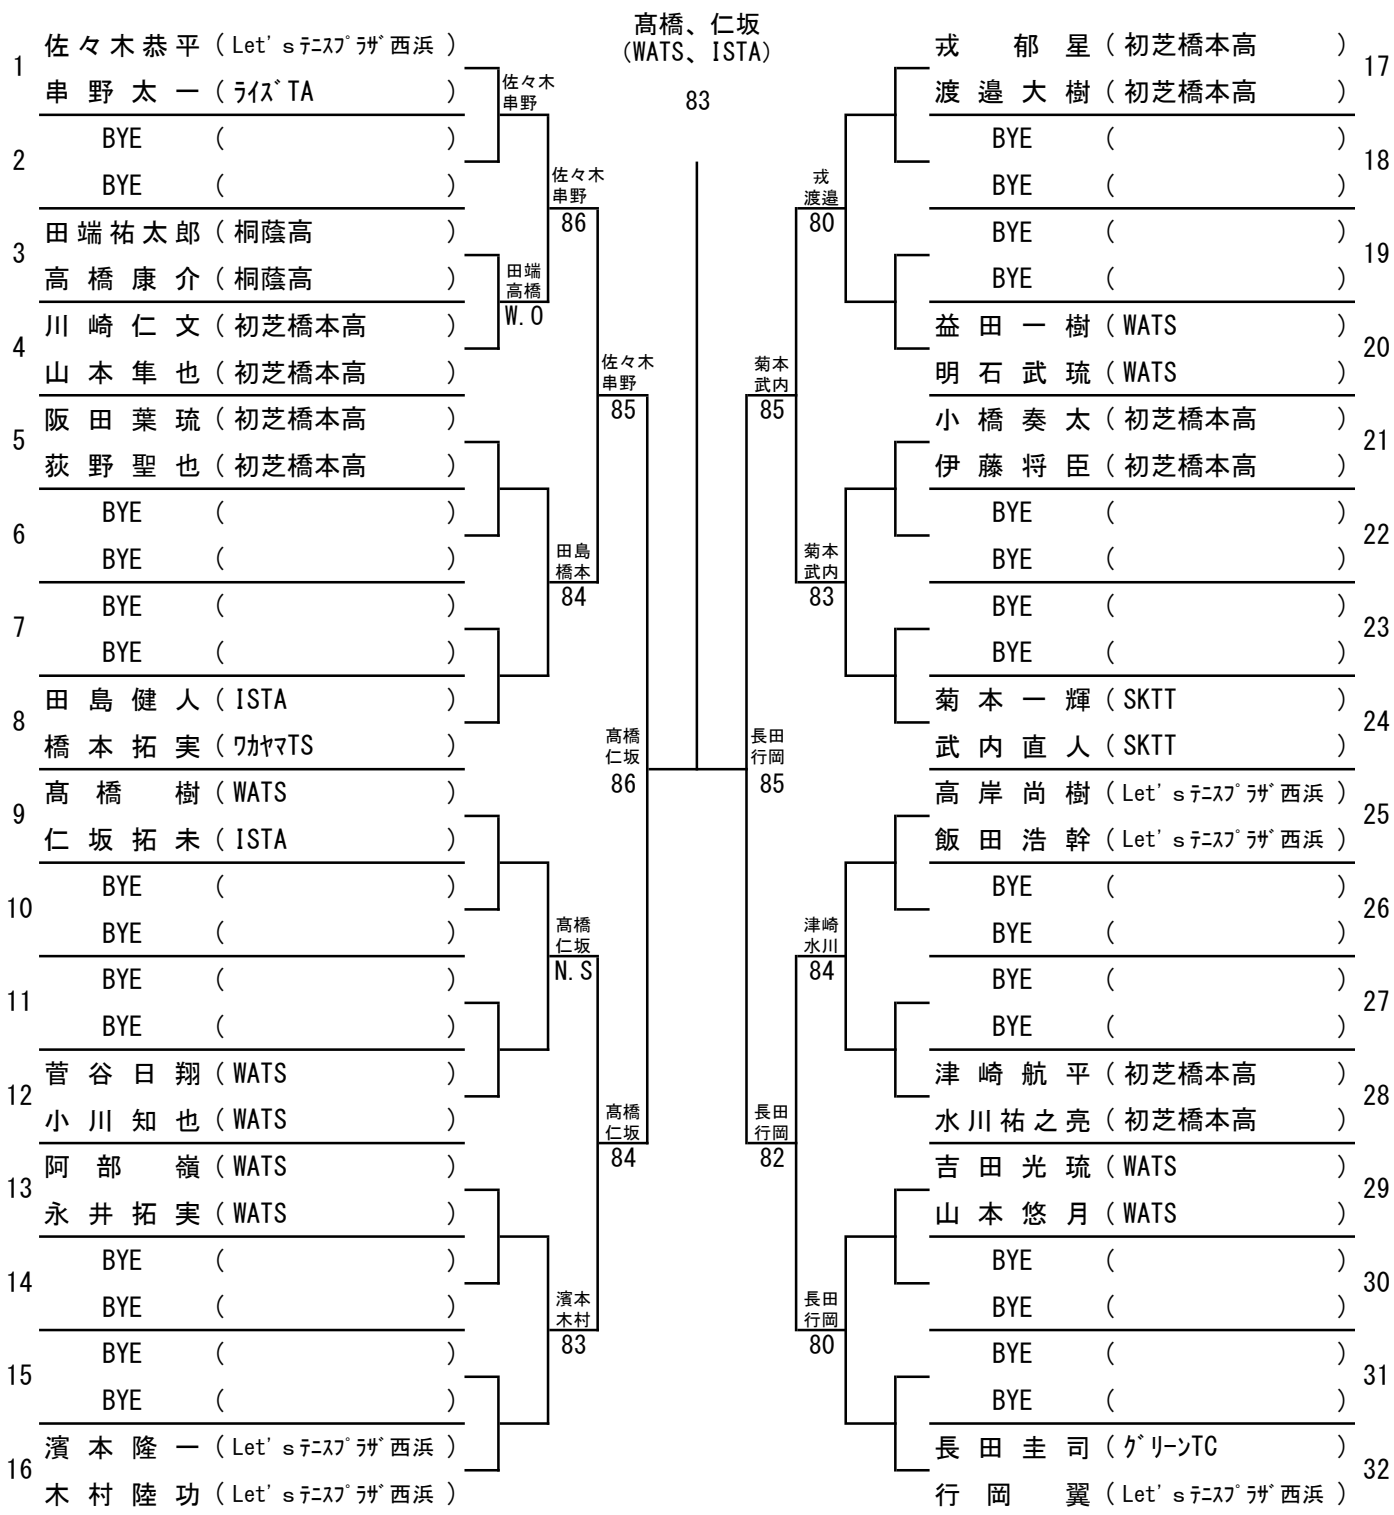 髙橋、仁坂
(WATS、ISTA)
83
1
佐々木恭平 ( Let'sﾃﾆｽﾌﾟﾗｻﾞ西浜 )
串野太一 ( ﾗｲｽﾞTA )
2
BYE ( )
BYE ( )
3
田端祐太郎 ( 桐蔭高 )
高橋康介 ( 桐蔭高 )
4
川崎仁文 ( 初芝橋本高 )
山本隼也 ( 初芝橋本高 )
5
阪田葉琉 ( 初芝橋本高 )
荻野聖也 ( 初芝橋本高 )
6
BYE ( )
BYE ( )
7
BYE ( )
BYE ( )
8
田島健人 ( ISTA )
橋本拓実 ( ﾜｶﾔﾏTS )
9
髙橋 樹 ( WATS )
仁坂拓未 ( ISTA )
10
BYE ( )
BYE ( )
11
BYE ( )
BYE ( )
12
菅谷日翔 ( WATS )
小川知也 ( WATS )
13
阿部 嶺 ( WATS )
永井拓実 ( WATS )
14
BYE ( )
BYE ( )
15
BYE ( )
BYE ( )
16
濱本隆一 ( Let'sﾃﾆｽﾌﾟﾗｻﾞ西浜 )
木村陸功 ( Let'sﾃﾆｽﾌﾟﾗｻﾞ西浜 )
佐々木
串野
田端
高橋
W.O
佐々木
串野
86
田島
橋本
84
髙橋
仁坂
N.S
濱本
木村
83
佐々木
串野
85
髙橋
仁坂
84
髙橋
仁坂
86
長田
行岡
85
菊本
武内
85
長田
行岡
82
戎
渡邉
80
菊本
武内
83
津崎
水川
84
長田
行岡
80
戎 郁星 ( 初芝橋本高 )
渡邉大樹 ( 初芝橋本高 )
17
BYE ( )
BYE ( )
18
BYE ( )
BYE ( )
19
益田一樹 ( WATS )
明石武琉 ( WATS )
20
小橋奏太 ( 初芝橋本高 )
伊藤将臣 ( 初芝橋本高 )
21
BYE ( )
BYE ( )
22
BYE ( )
BYE ( )
23
菊本一輝 ( SKTT )
武内直人 ( SKTT )
24
高岸尚樹 ( Let'sﾃﾆｽﾌﾟﾗｻﾞ西浜 )
飯田浩幹 ( Let'sﾃﾆｽﾌﾟﾗｻﾞ西浜 )
25
BYE ( )
BYE ( )
26
BYE ( )
BYE ( )
27
津崎航平 ( 初芝橋本高 )
水川祐之亮 ( 初芝橋本高 )
28
吉田光琉 ( WATS )
山本悠月 ( WATS )
29
BYE ( )
BYE ( )
30
BYE ( )
BYE ( )
31
長田圭司 ( ｸﾞﾘｰﾝTC )
行岡 翼 ( Let'sﾃﾆｽﾌﾟﾗｻﾞ西浜 )
32